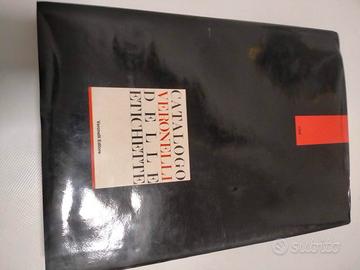 CATALOGO
VERONELLI
DELLE
ETICHETTE
Veronelli Editore
subito